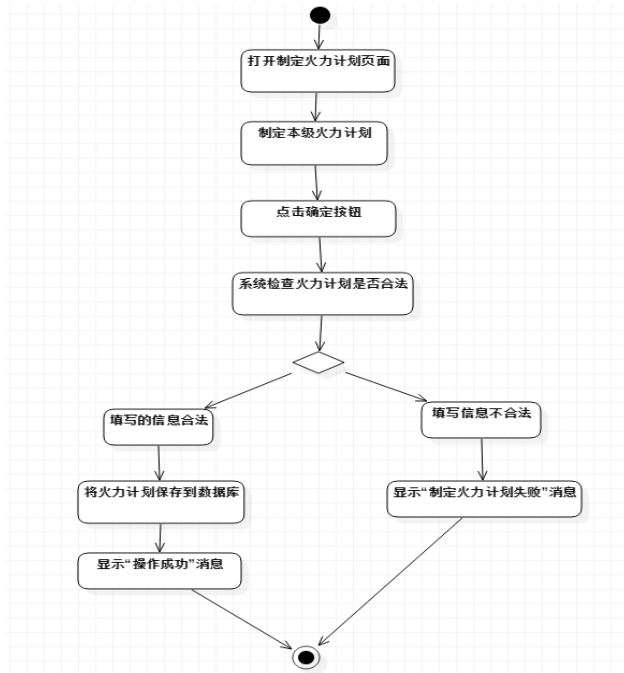 打开制定火力计划页面
制定本级火力计划
点击确定按钮
系统检查火力计划是否合法
填写的信息合法
填写信息不合法
将火力计划保存到数据库
显示“制定火力计划失败”消息
显示“操作成功”消息